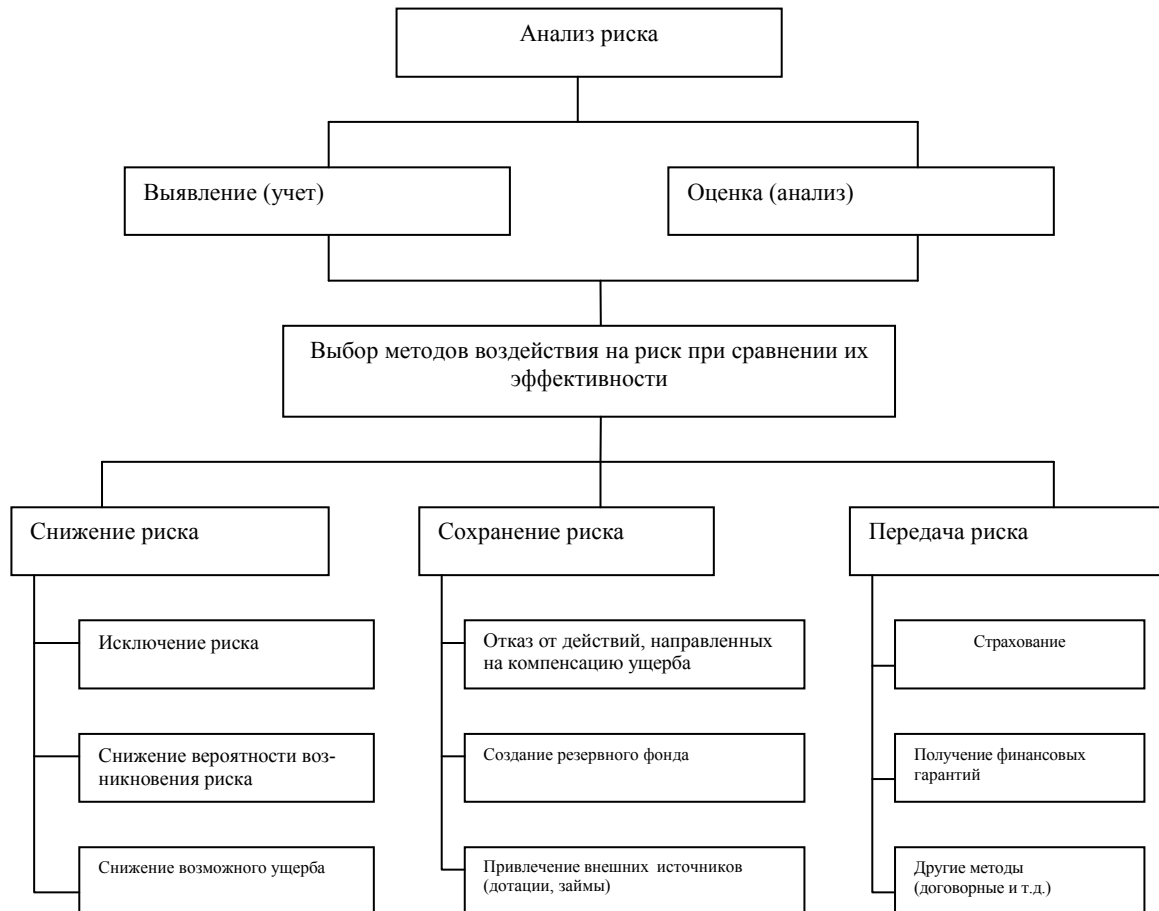 Анализ риска
Выявление (учет)
Оценка (анализ)
Выбор методов воздействия на риск при сравнении их
эффективности
Снижение риска
Сохранение риска
Передача риска
Исключение риска
Отказ от действий, направленных
на компенсацию ущерба
Страхование
Снижение вероятности воз-
никновения риска
Создание резервного фонда
Получение финансовых
гарантий
Снижение возможного ущерба
Привлечение внешних источников
(дотации, займы)
Другие методы
(договорные и т.д.)